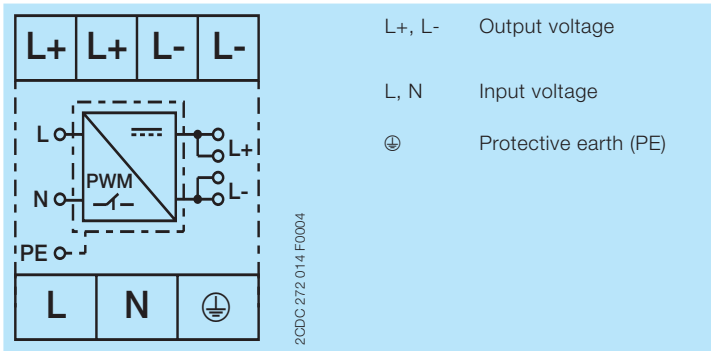 L+ L+ L- L-
L
L+
PWM
N
L-
PE
L N ⏚
2CDC 272 014 F0004
L+, L- Output voltage
L, N Input voltage
⏚ Protective earth (PE)